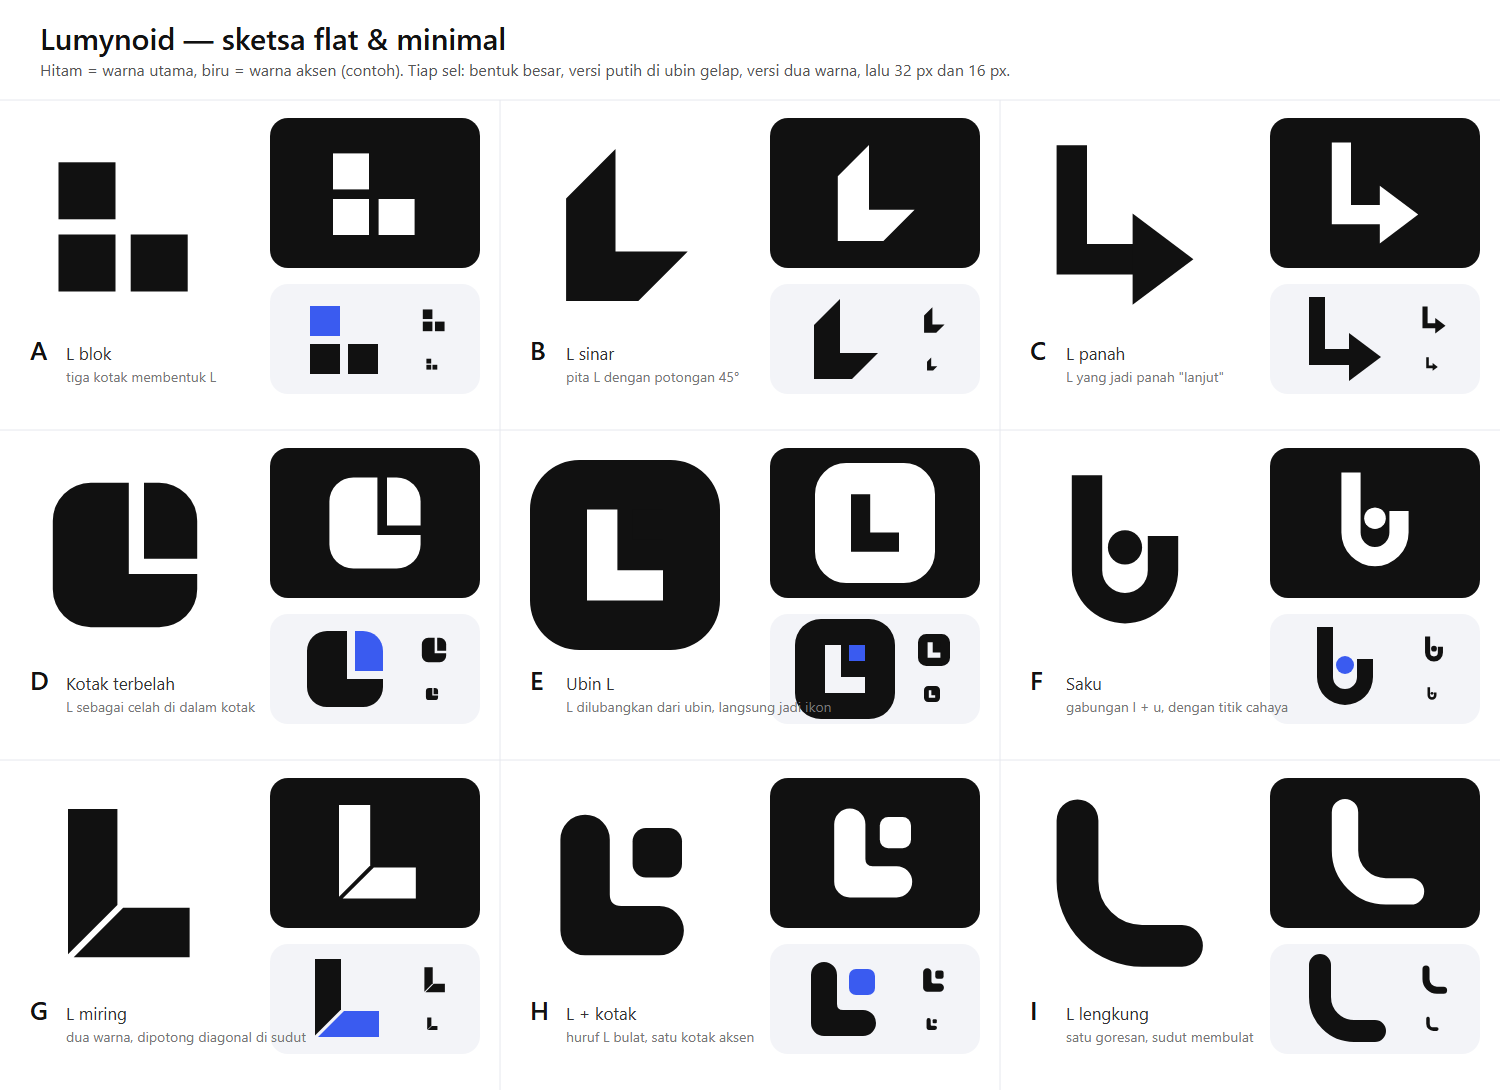 Lumynoid — sketsa flat & minimal
Hitam = warna utama, biru = warna aksen (contoh). Tiap sel: bentuk besar, versi putih di ubin gelap, versi dua warna, lalu 32 px dan 16 px.
A L blok
tiga kotak membentuk L
B L sinar
pita L dengan potongan 45°
C L panah
L yang jadi panah "lanjut"
D Kotak terbelah
L sebagai celah di dalam kotak
E Ubin L
L dilubangkan dari ubin, langsung jadi ikon
F Saku
gabungan l + u, dengan titik cahaya
G L miring
dua warna, dipotong diagonal di sudut
H L + kotak
huruf L bulat, satu kotak aksen
I L lengkung
satu goresan, sudut membulat